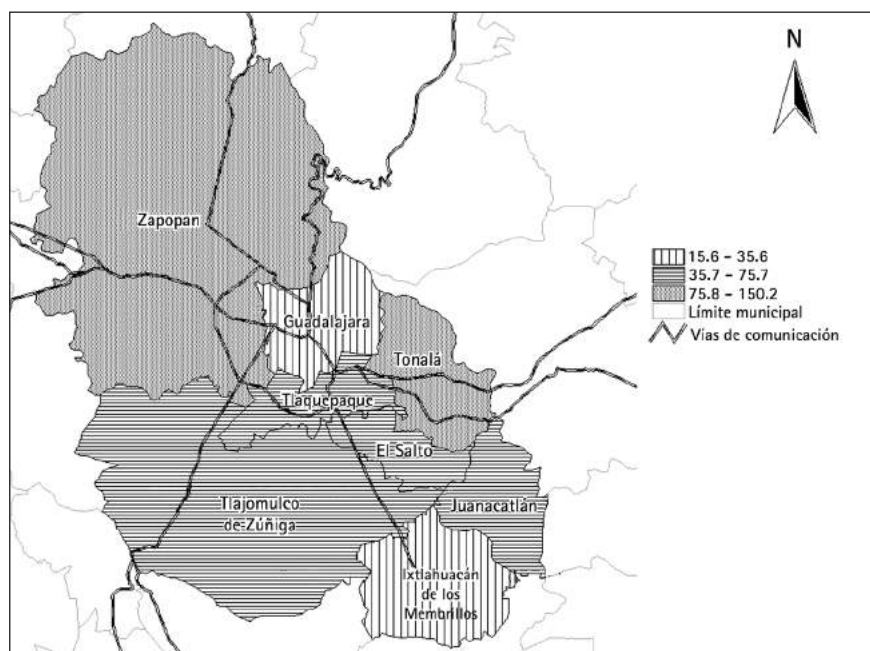 N
Zapopan
15.6 – 35.6
35.7 – 75.7
75.8 – 150.2
Límite municipal
Vías de comunicación
Guadalajara
Tonalá
Tlaquepaque
El Salto
Tlajomulco
de Zúñiga
Juanacatlán
Ixtlahuacán
de los
Membrillos